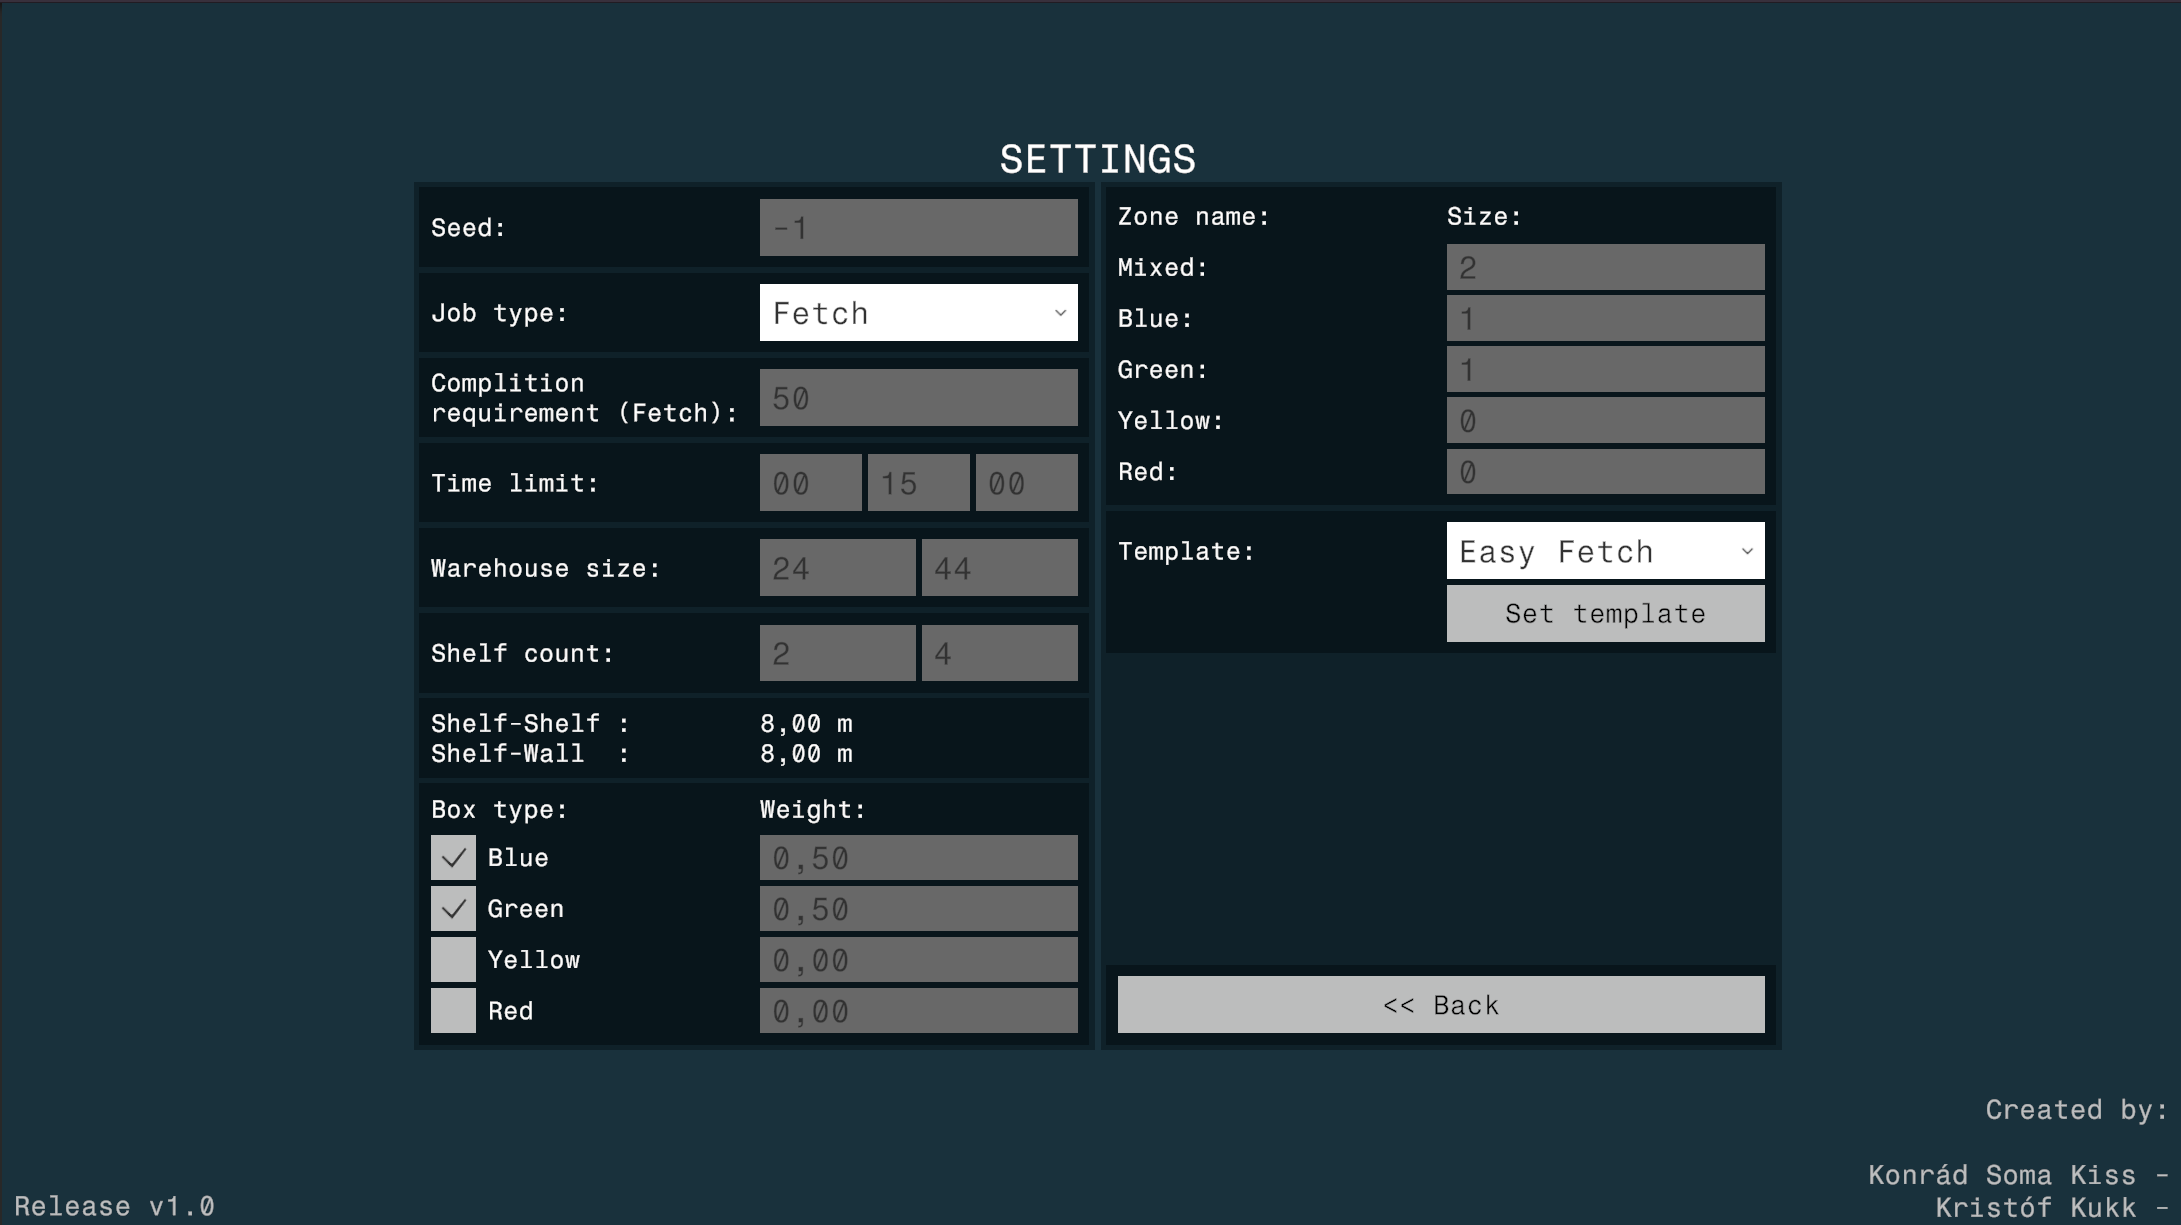 SETTINGS
Seed: -1
Job type: Fetch
Complition
requirement (Fetch): 50
Time limit: 00 15 00
Warehouse size: 24 44
Shelf count: 2 4
Shelf-Shelf : 8,00 m
Shelf-Wall : 8,00 m
Box type: Weight:
Blue 0,50
Green 0,50
Yellow 0,00
Red 0,00
Zone name: Size:
Mixed: 2
Blue: 1
Green: 1
Yellow: 0
Red: 0
Template: Easy Fetch
Set template
<< Back
Created by:
Konrád Soma Kiss -
Kristóf Kukk -
Release v1.0